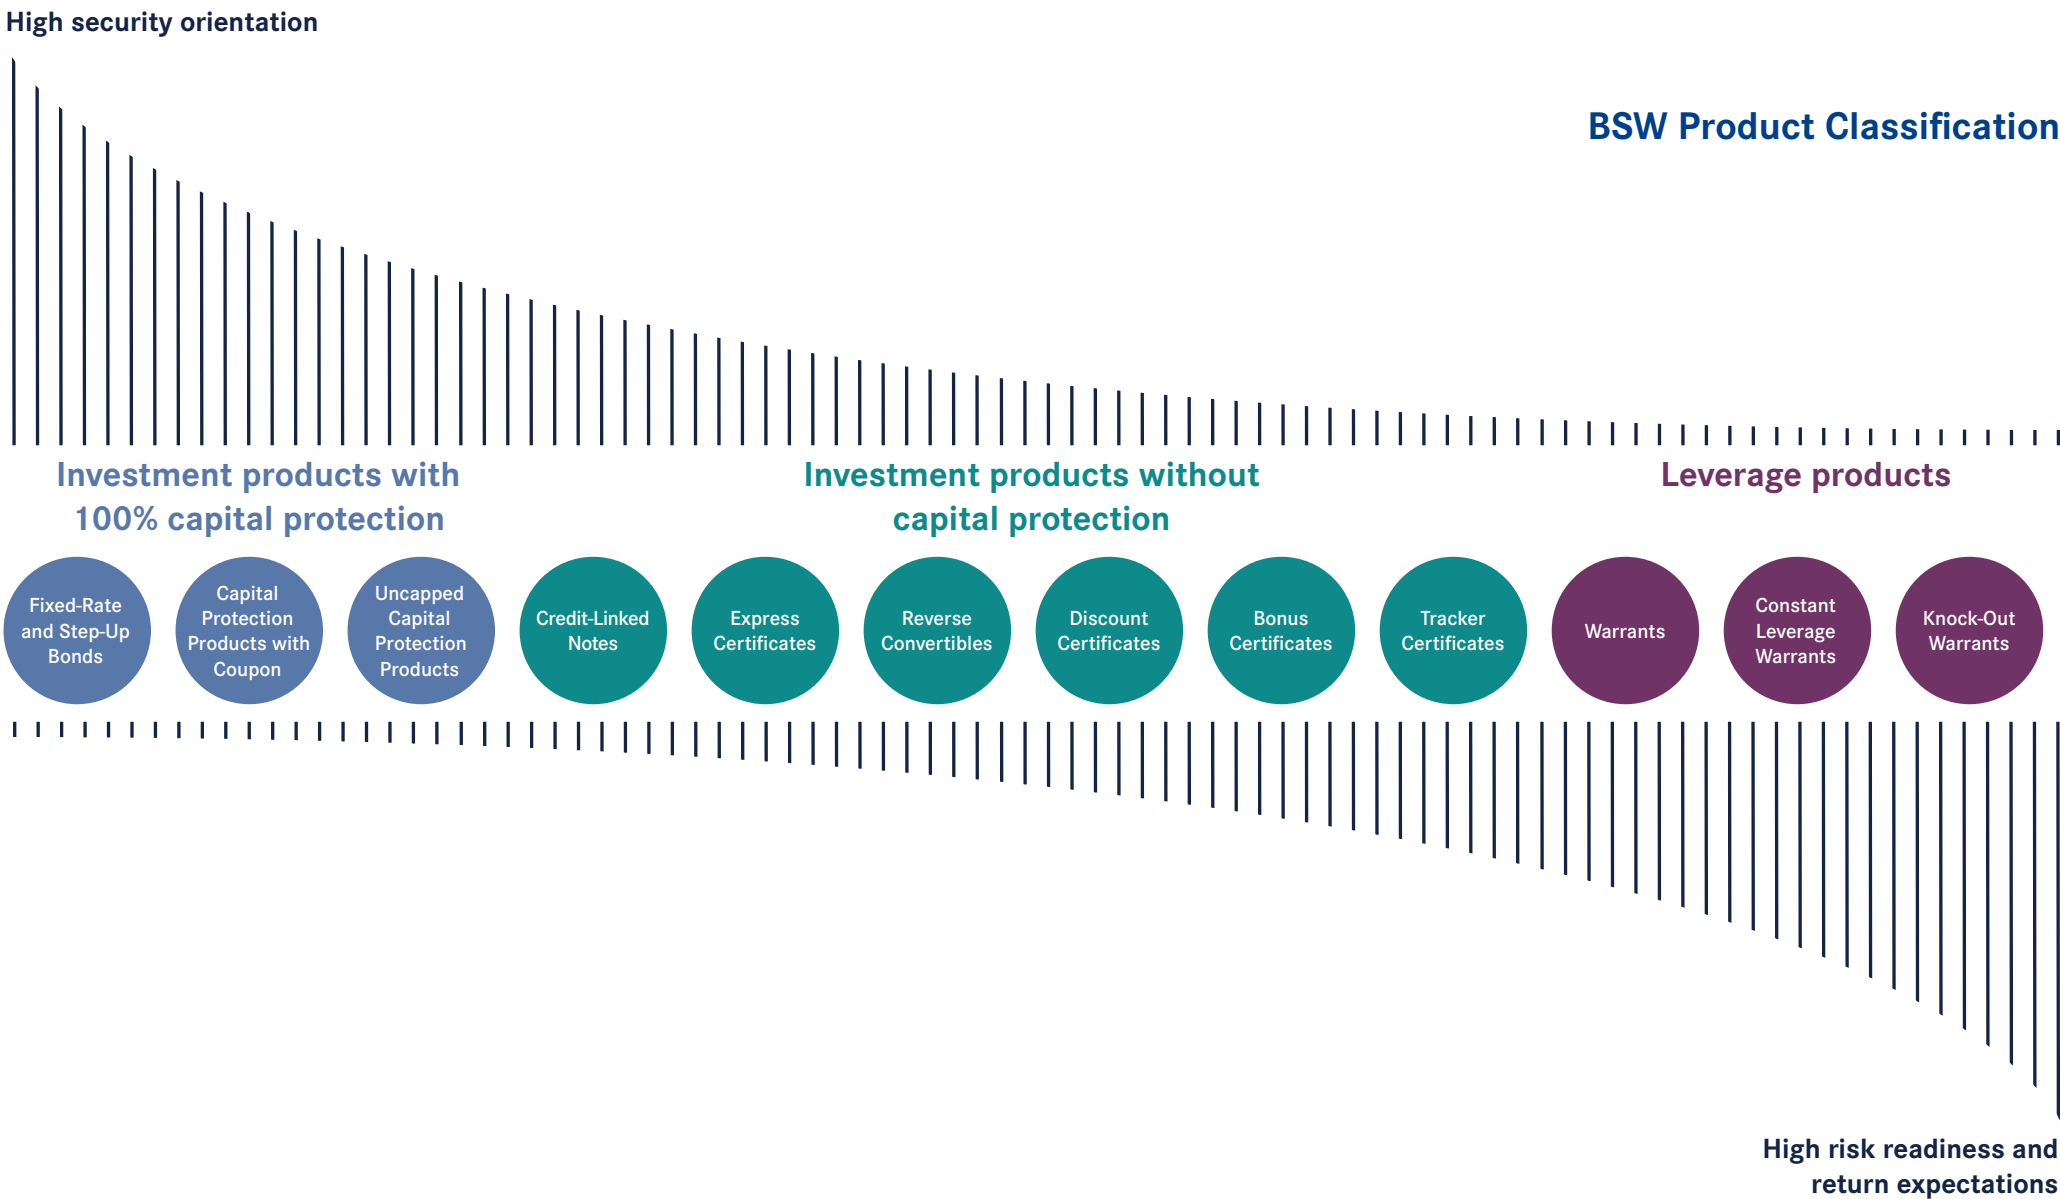 High security orientation
BSW Product Classification
Investment products with
100% capital protection
Investment products without
capital protection
Leverage products
Fixed-Rate
and Step-Up
Bonds
Capital
Protection
Products with
Coupon
Uncapped
Capital
Protection
Products
Credit-Linked
Notes
Express
Certificates
Reverse
Convertibles
Discount
Certificates
Bonus
Certificates
Tracker
Certificates
Warrants
Constant
Leverage
Warrants
Knock-Out
Warrants
High risk readiness and
return expectations